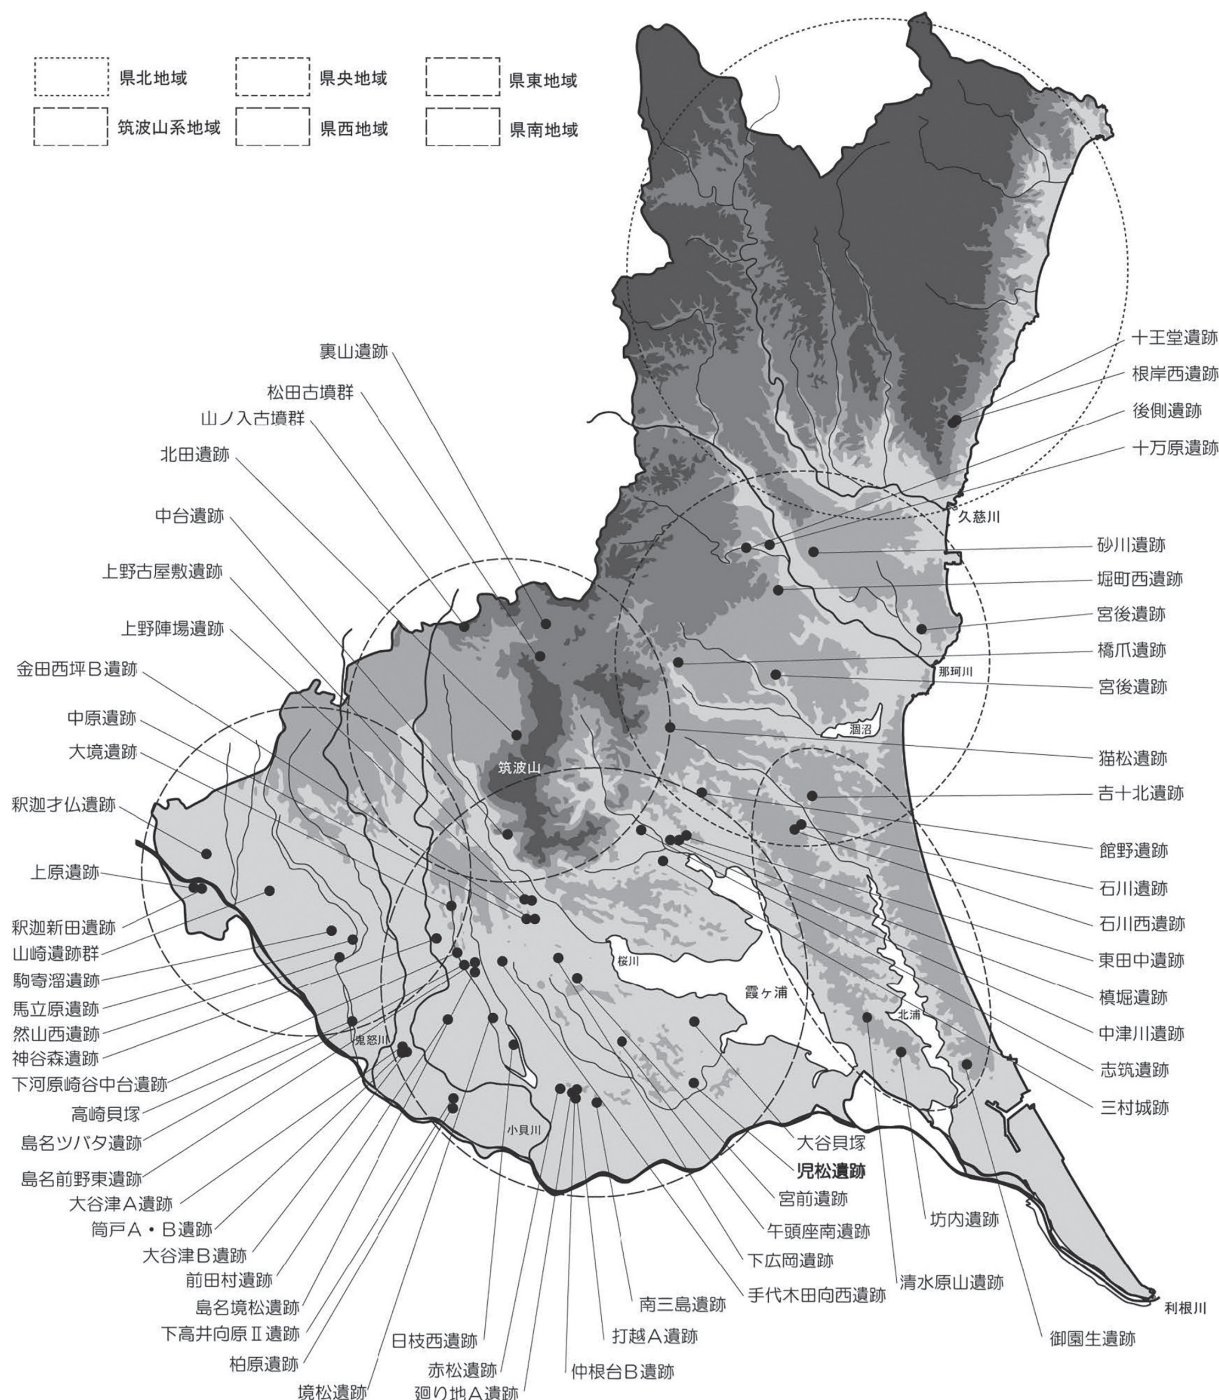 県北地域
県央地域
県東地域
筑波山系地域
県西地域
県南地域
裏山遺跡
松田古墳群
山ノ入古墳群
北田遺跡
中台遺跡
上野古屋敷遺跡
上野陣場遺跡
金田西坪B遺跡
中原遺跡
大境遺跡
釈迦才仏遺跡
上原遺跡
釈迦新田遺跡
山崎遺跡群
駒寄溜遺跡
馬立原遺跡
然山西遺跡
神谷森遺跡
下河原崎谷中台遺跡
高崎貝塚
島名ツバタ遺跡
島名前野東遺跡
大谷津A遺跡
筒戸A・B遺跡
大谷津B遺跡
前田村遺跡
島名境松遺跡
下高井向原Ⅱ遺跡
柏原遺跡
境松遺跡
日枝西遺跡
赤松遺跡
廻り地A遺跡
仲根台B遺跡
打越A遺跡
南三島遺跡
手代木田向西遺跡
下広岡遺跡
午頭座南遺跡
宮前遺跡
児松遺跡
大谷貝塚
清水原山遺跡
坊内遺跡
御園生遺跡
十王堂遺跡
根岸西遺跡
後側遺跡
十万原遺跡
久慈川
砂川遺跡
堀町西遺跡
宮後遺跡
橋爪遺跡
那珂川
宮後遺跡
涸沼
猫松遺跡
吉十北遺跡
館野遺跡
石川遺跡
石川西遺跡
東田中遺跡
槙堀遺跡
中津川遺跡
志筑遺跡
三村城跡
筑波山
桜川
霞ヶ浦
北浦
鬼怒川
小貝川
利根川